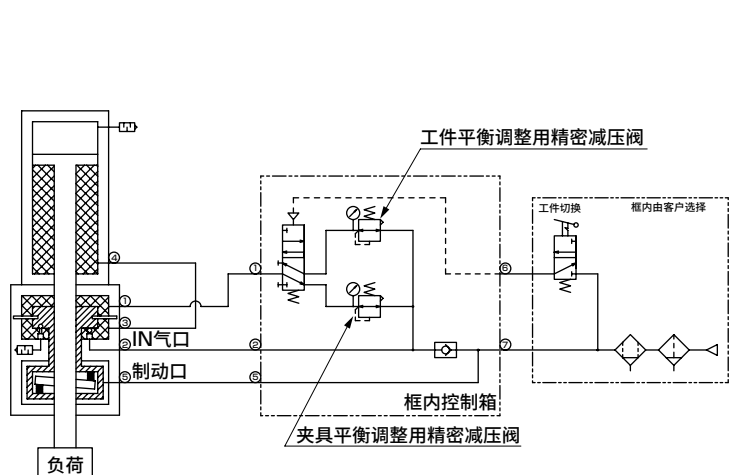 工件平衡调整用精密减压阀
工件切换
框内由客户选择
④
①
⑥
①
③
IN气口
②
②
⑦
制动口
⑤
⑤
框内控制箱
夹具平衡调整用精密减压阀
负荷